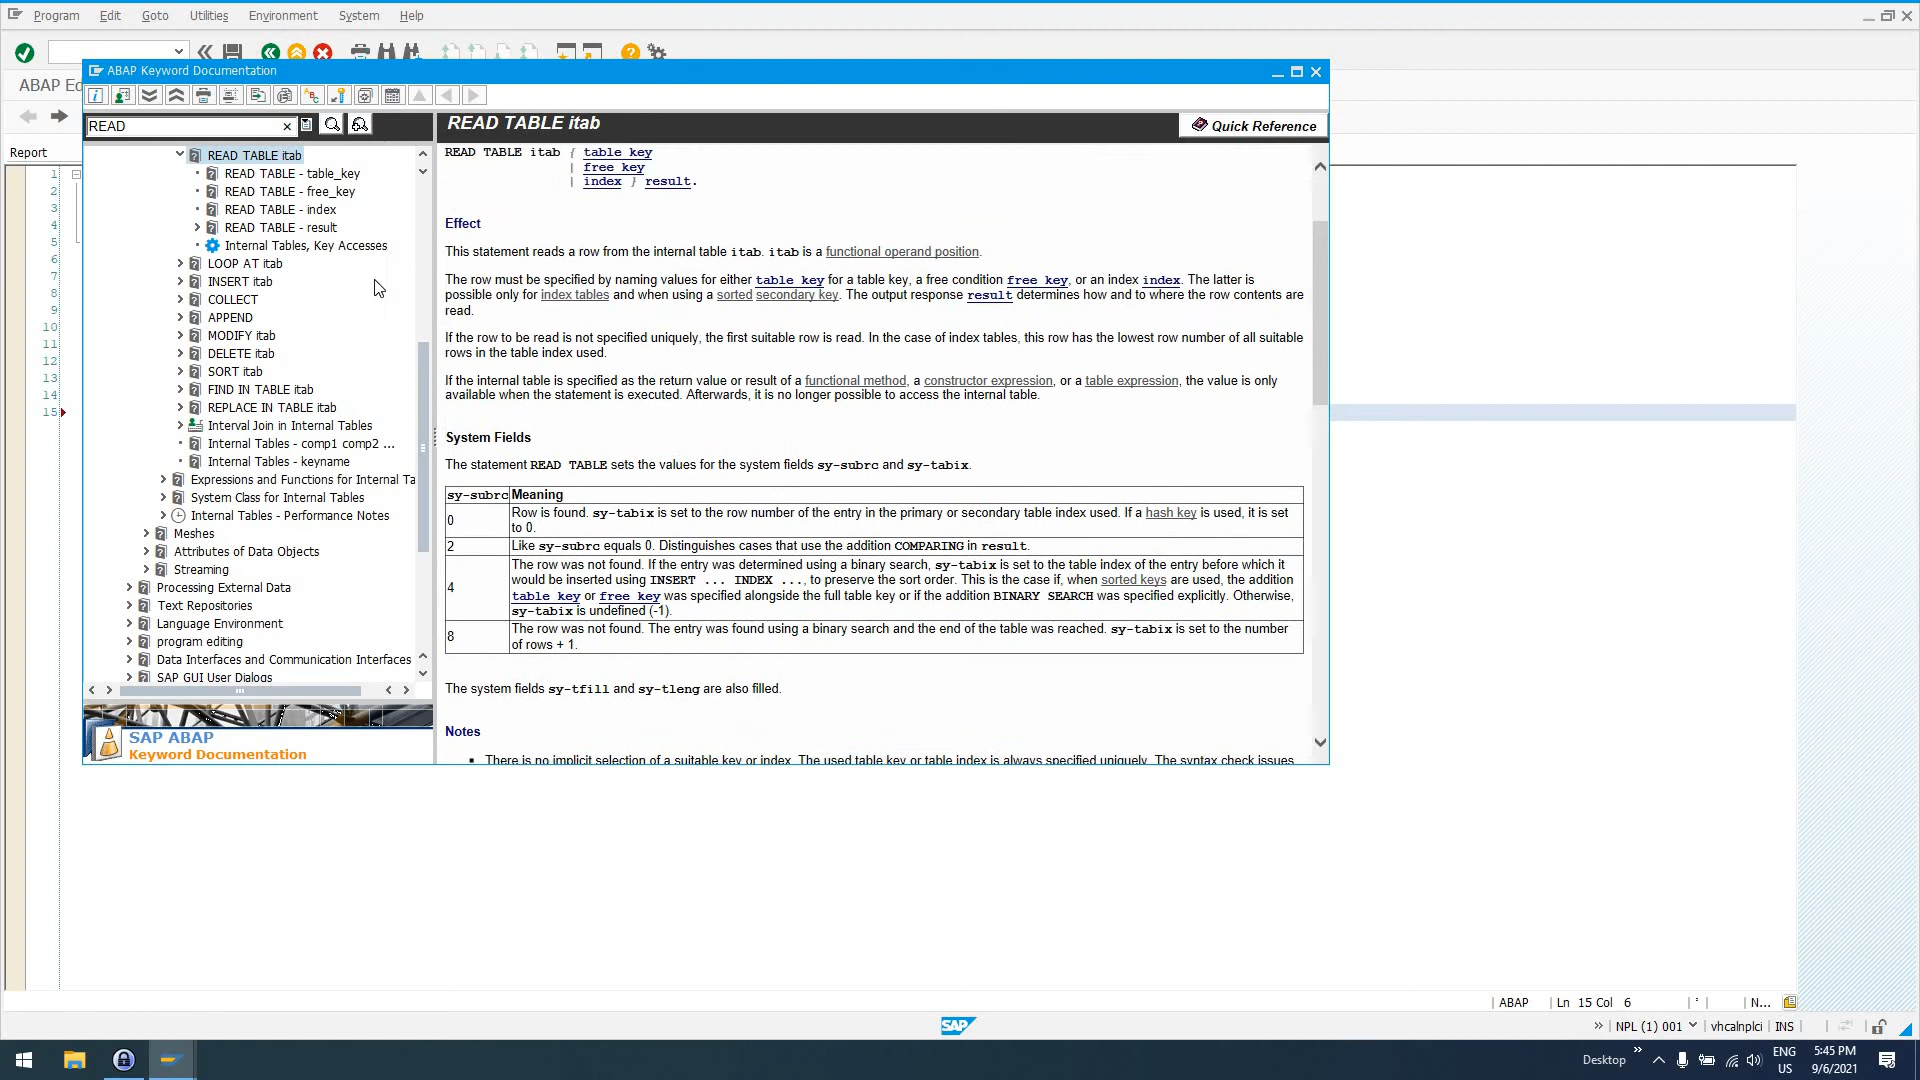 Program Edit Goto Utilities Environment System Help
ABAP Ed
ABAP Keyword Documentation
READ
READ TABLE itab
Quick Reference
Report
1
2
3
4
5
6
7
8
9
10
11
12
13
14
15
READ TABLE itab
READ TABLE - table_key
READ TABLE - free_key
READ TABLE - index
READ TABLE - result
Internal Tables, Key Accesses
LOOP AT itab
INSERT itab
COLLECT
APPEND
MODIFY itab
DELETE itab
SORT itab
FIND IN TABLE itab
REPLACE IN TABLE itab
Interval Join in Internal Tables
Internal Tables - comp1 comp2 ...
Internal Tables - keyname
Expressions and Functions for Internal Ta
System Class for Internal Tables
Internal Tables - Performance Notes
Meshes
Attributes of Data Objects
Streaming
Processing External Data
Text Repositories
Language Environment
program editing
Data Interfaces and Communication Interfaces
SAP GUI User Dialogs
SAP ABAP
Keyword Documentation
READ TABLE itab { table_key
| free_key
| index } result.
Effect
This statement reads a row from the internal table itab. itab is a functional operand position.
The row must be specified by naming values for either table_key for a table key, a free condition free_key, or an index index. The latter is
possible only for index tables and when using a sorted secondary key. The output response result determines how and to where the row contents are
read.
If the row to be read is not specified uniquely, the first suitable row is read. In the case of index tables, this row has the lowest row number of all suitable
rows in the table index used.
If the internal table is specified as the return value or result of a functional method, a constructor expression, or a table expression, the value is only
available when the statement is executed. Afterwards, it is no longer possible to access the internal table.
System Fields
The statement READ TABLE sets the values for the system fields sy-subrc and sy-tabix.
sy-subrc Meaning
0 Row is found. sy-tabix is set to the row number of the entry in the primary or secondary table index used. If a hash key is used, it is set
to 0.
2 Like sy-subrc equals 0. Distinguishes cases that use the addition COMPARING in result.
4 The row was not found. If the entry was determined using a binary search, sy-tabix is set to the table index of the entry before which it
would be inserted using INSERT ... INDEX ..., to preserve the sort order. This is the case if, when sorted keys are used, the addition
table_key or free_key was specified alongside the full table key or if the addition BINARY SEARCH was specified explicitly. Otherwise,
sy-tabix is undefined (-1).
8 The row was not found. The entry was found using a binary search and the end of the table was reached. sy-tabix is set to the number
of rows + 1.
The system fields sy-tfill and sy-tleng are also filled.
Notes
There is no implicit selection of a suitable key or index. The used table key or table index is always specified uniquely. The syntax check issues
ABAP Ln 15 Col 6 N...
SAP
NPL (1) 001 vhcalnplci INS
Desktop
ENG
US
5:45 PM
9/6/2021